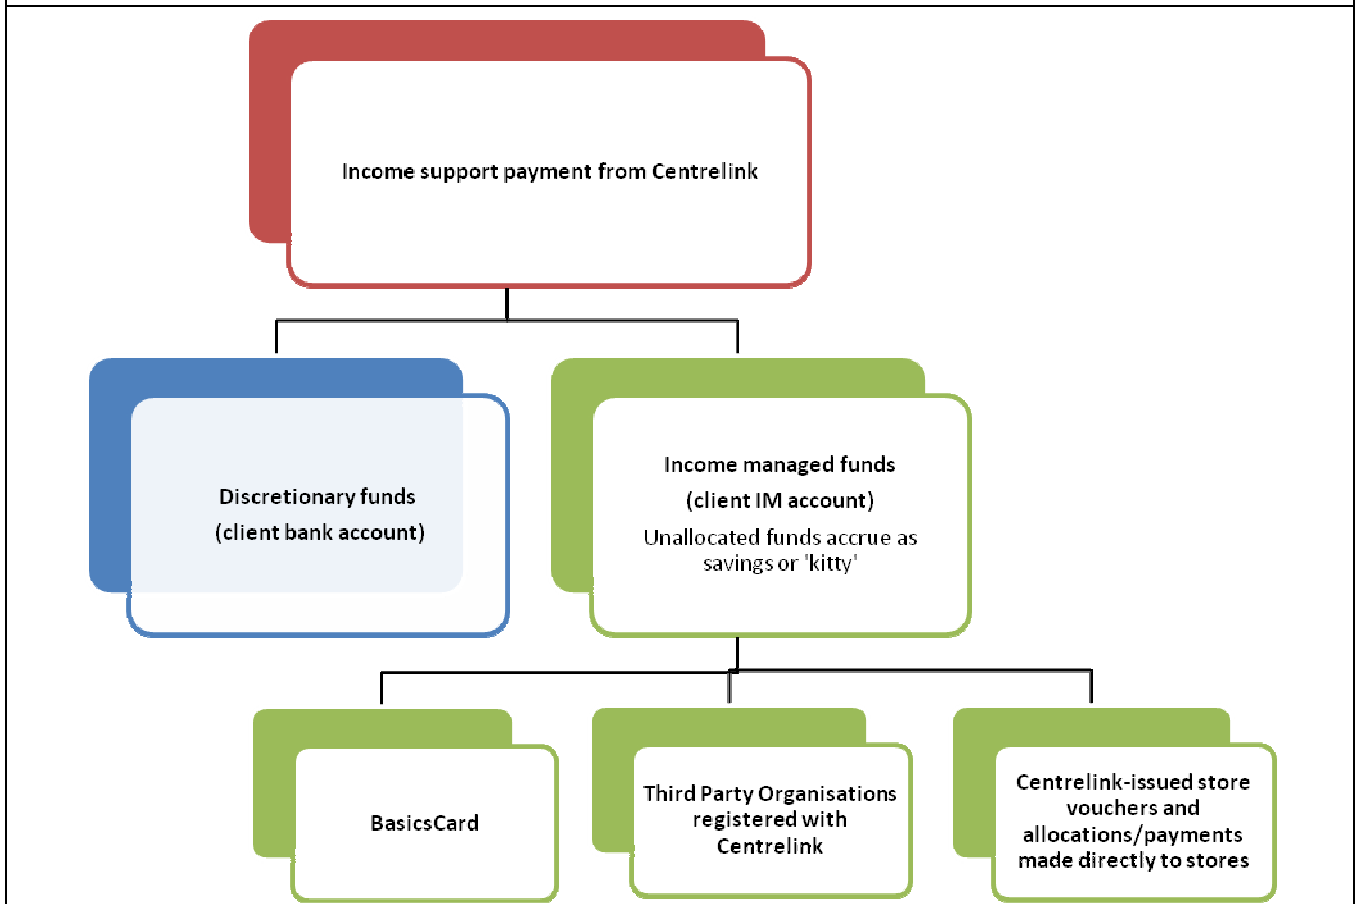 Income support payment from Centrelink
Discretionary funds
(client bank account)
Income managed funds
(client IM account)
Unallocated funds accrue as
savings or 'kitty'
BasicsCard
Third Party Organisations
registered with
Centrelink
Centrelink-issued store
vouchers and
allocations/payments
made directly to stores